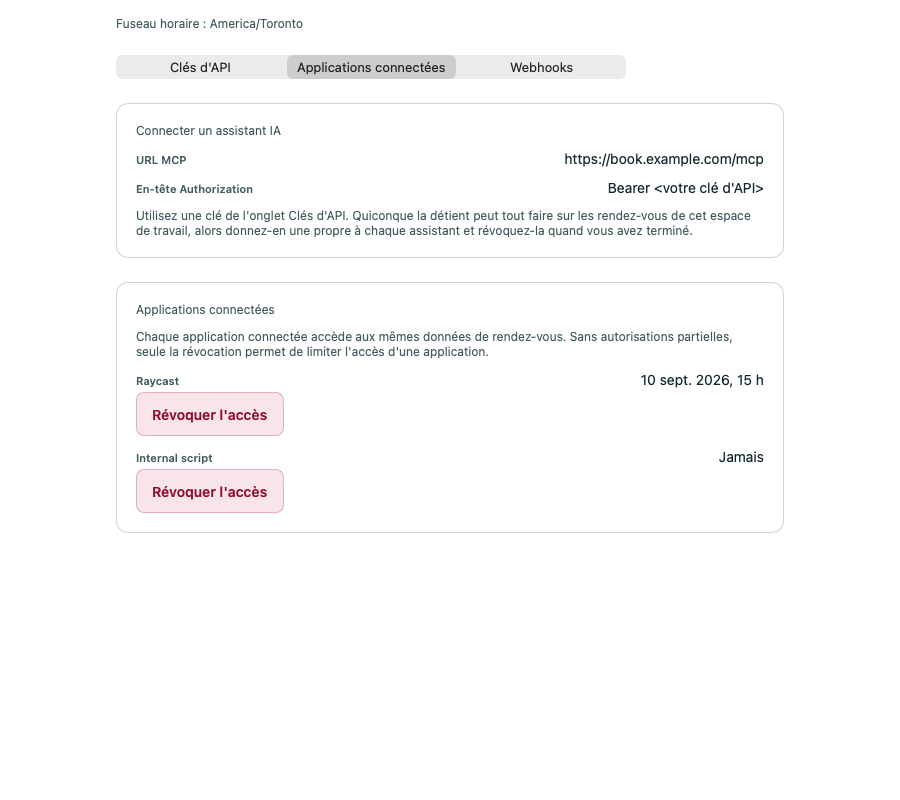 Fuseau horaire : America/Toronto
Clés d'API
Applications connectées
Webhooks
Connecter un assistant IA
URL MCP
https://book.example.com/mcp
En-tête Authorization
Bearer <votre clé d'API>
Utilisez une clé de l'onglet Clés d'API. Quiconque la détient peut tout faire sur les rendez-vous de cet espace
de travail, alors donnez-en une propre à chaque assistant et révoquez-la quand vous avez terminé.
Applications connectées
Chaque application connectée accède aux mêmes données de rendez-vous. Sans autorisations partielles,
seule la révocation permet de limiter l'accès d'une application.
Raycast
10 sept. 2026, 15 h
Révoquer l'accès
Internal script
Jamais
Révoquer l'accès